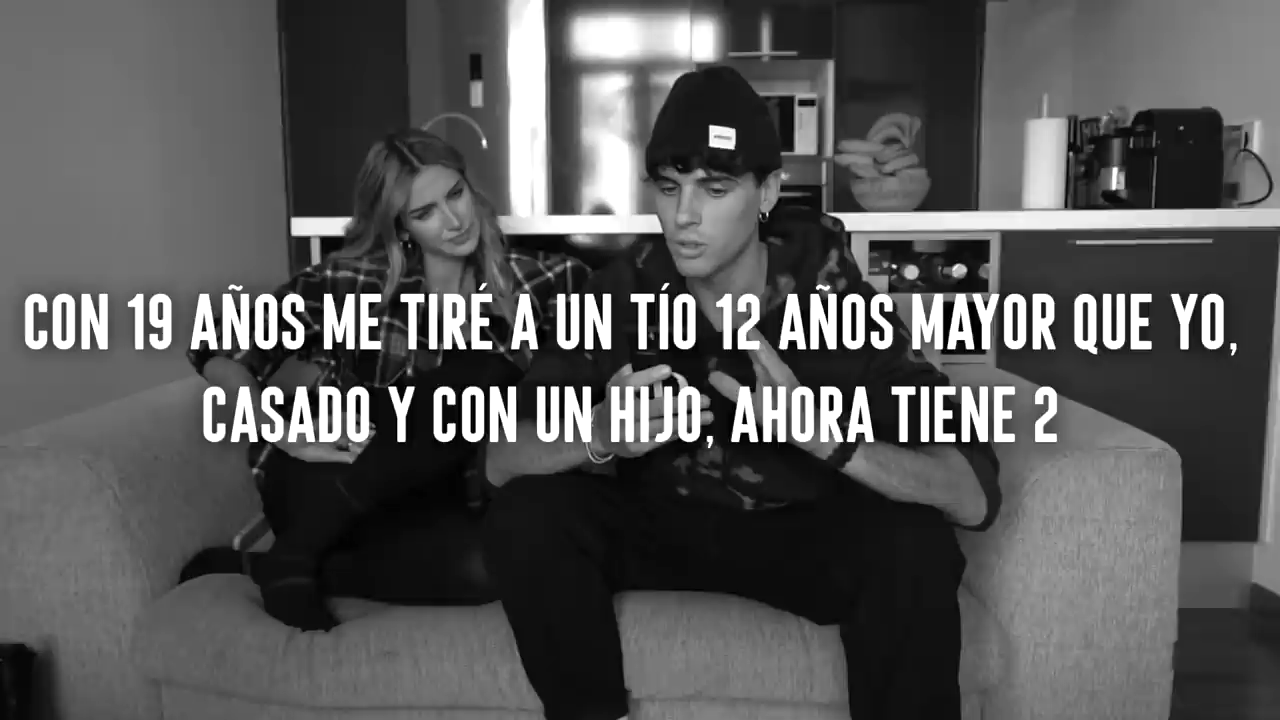 CON 19 AÑOS ME TIRÉ A UN TÍO 12 AÑOS MAYOR QUE YO,
CASADO Y CON UN HIJO, AHORA TIENE 2